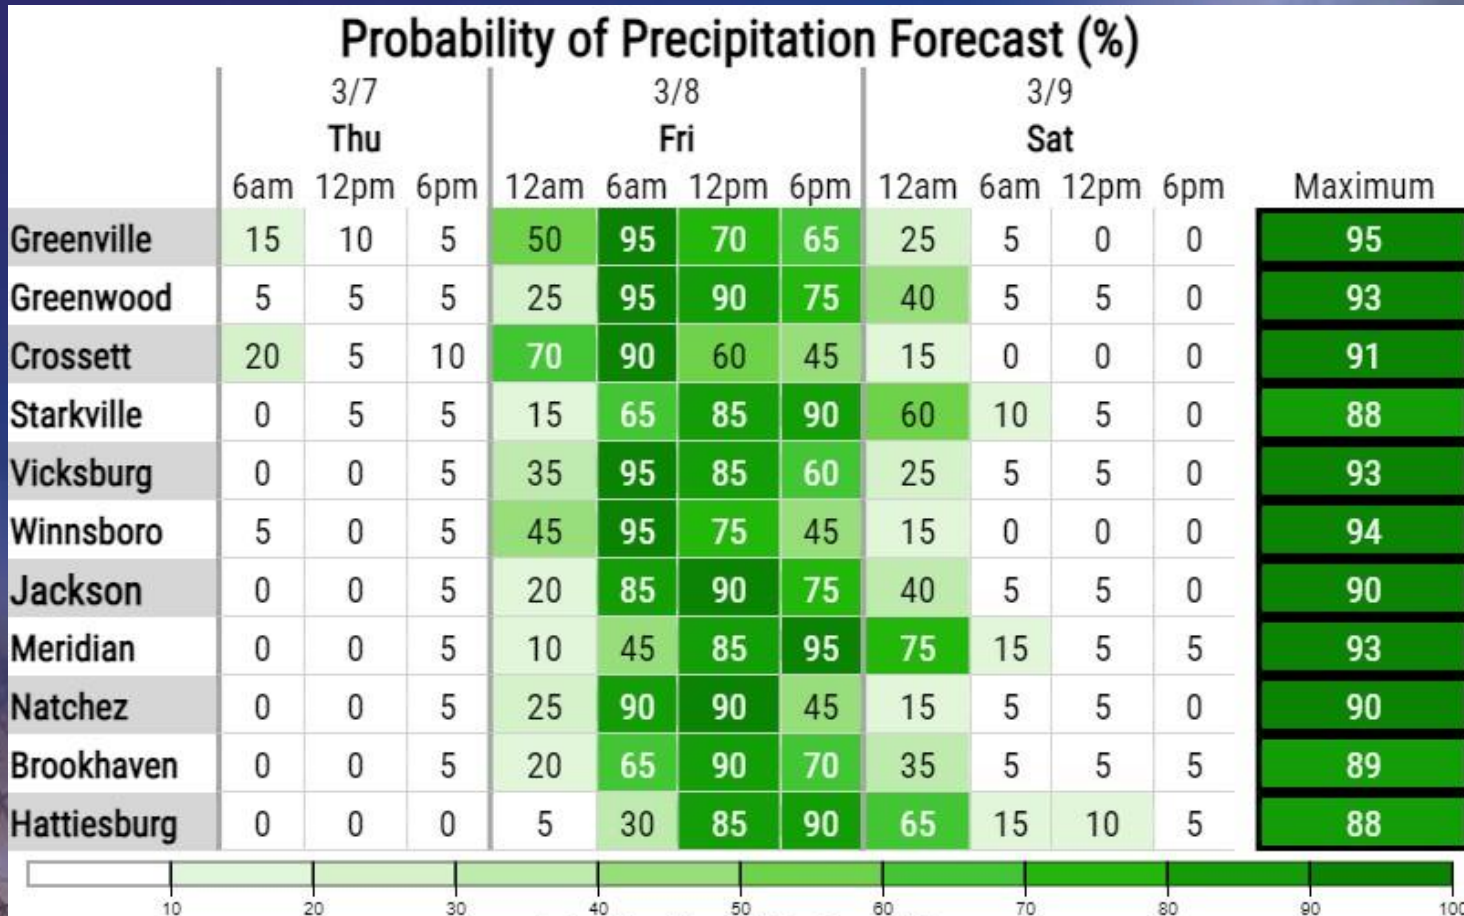 Probability of Precipitation Forecast (%)
3/7 3/8 3/9
Thu Fri Sat
6am 12pm 6pm 12am 6am 12pm 6pm 12am 6am 12pm 6pm Maximum
Greenville 15 10 5 50 95 70 65 25 5 0 0 95
Greenwood 5 5 5 25 95 90 75 40 5 5 0 93
Crossett 20 5 10 70 90 60 45 15 0 0 0 91
Starkville 0 5 5 15 65 85 90 60 10 5 0 88
Vicksburg 0 0 5 35 95 85 60 25 5 5 0 93
Winnsboro 5 0 5 45 95 75 45 15 0 0 0 94
Jackson 0 0 5 20 85 90 75 40 5 5 0 90
Meridian 0 0 5 10 45 85 95 75 15 5 5 93
Natchez 0 0 5 25 90 90 45 15 5 5 0 90
Brookhaven 0 0 5 20 65 90 70 35 5 5 5 89
Hattiesburg 0 0 0 5 30 85 90 65 15 10 5 88
10 20 30 40 50 60 70 80 90 100